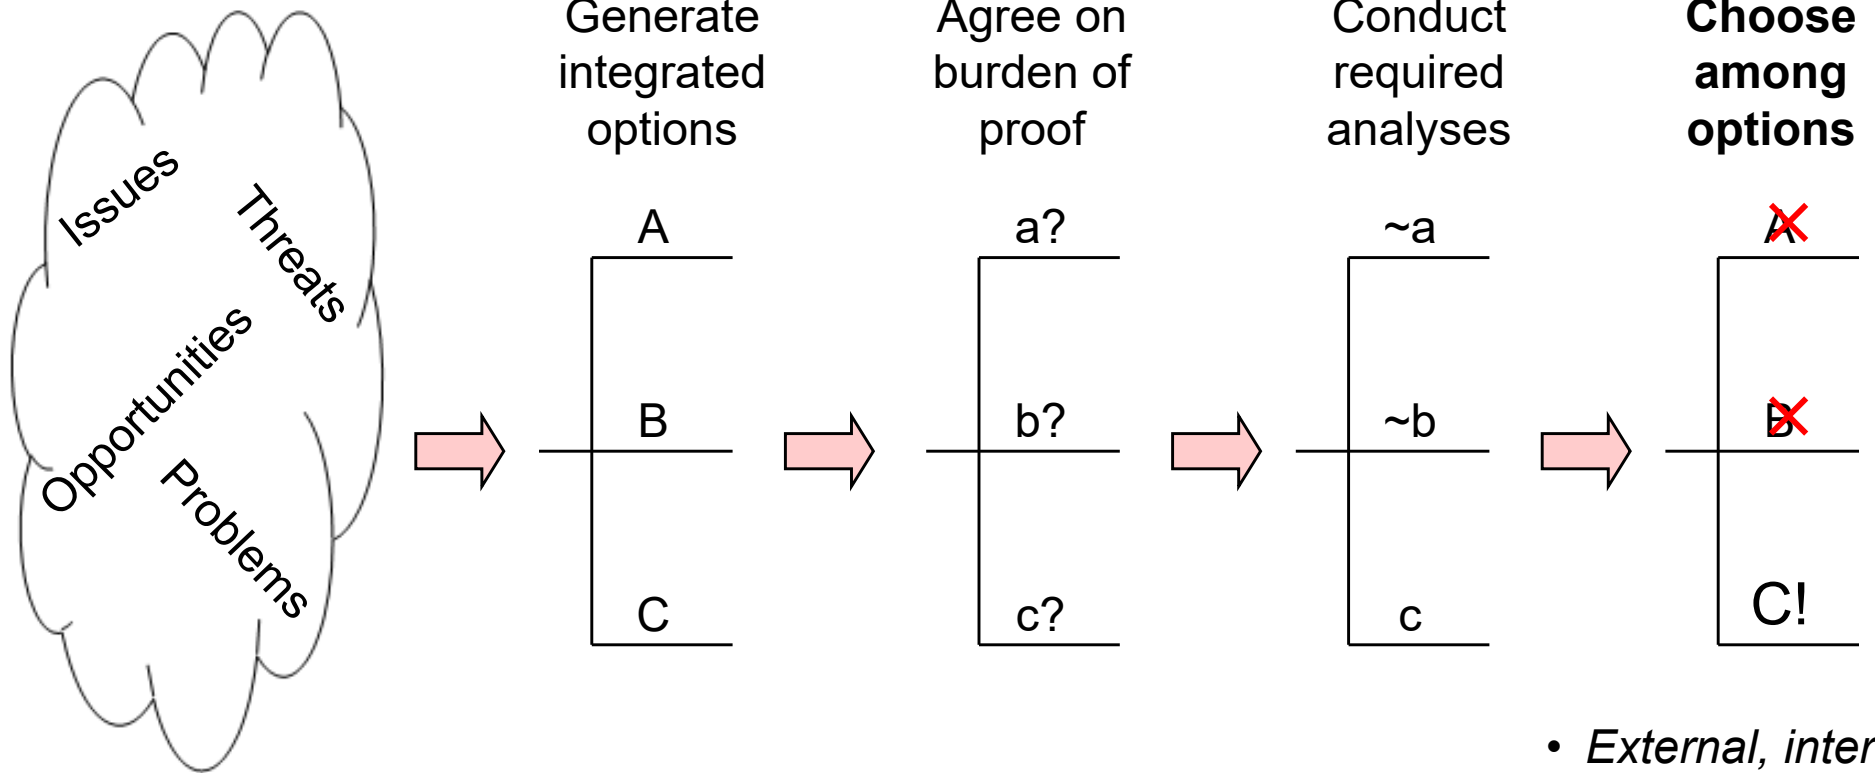 Generate
integrated
options
Agree on
burden of
proof
Conduct
required
analyses
Choose
among
options
Issues
Threats
Opportunities
Problems
A
B
C
a?
b?
c?
~a
~b
c
A
B
C!
• External, inter